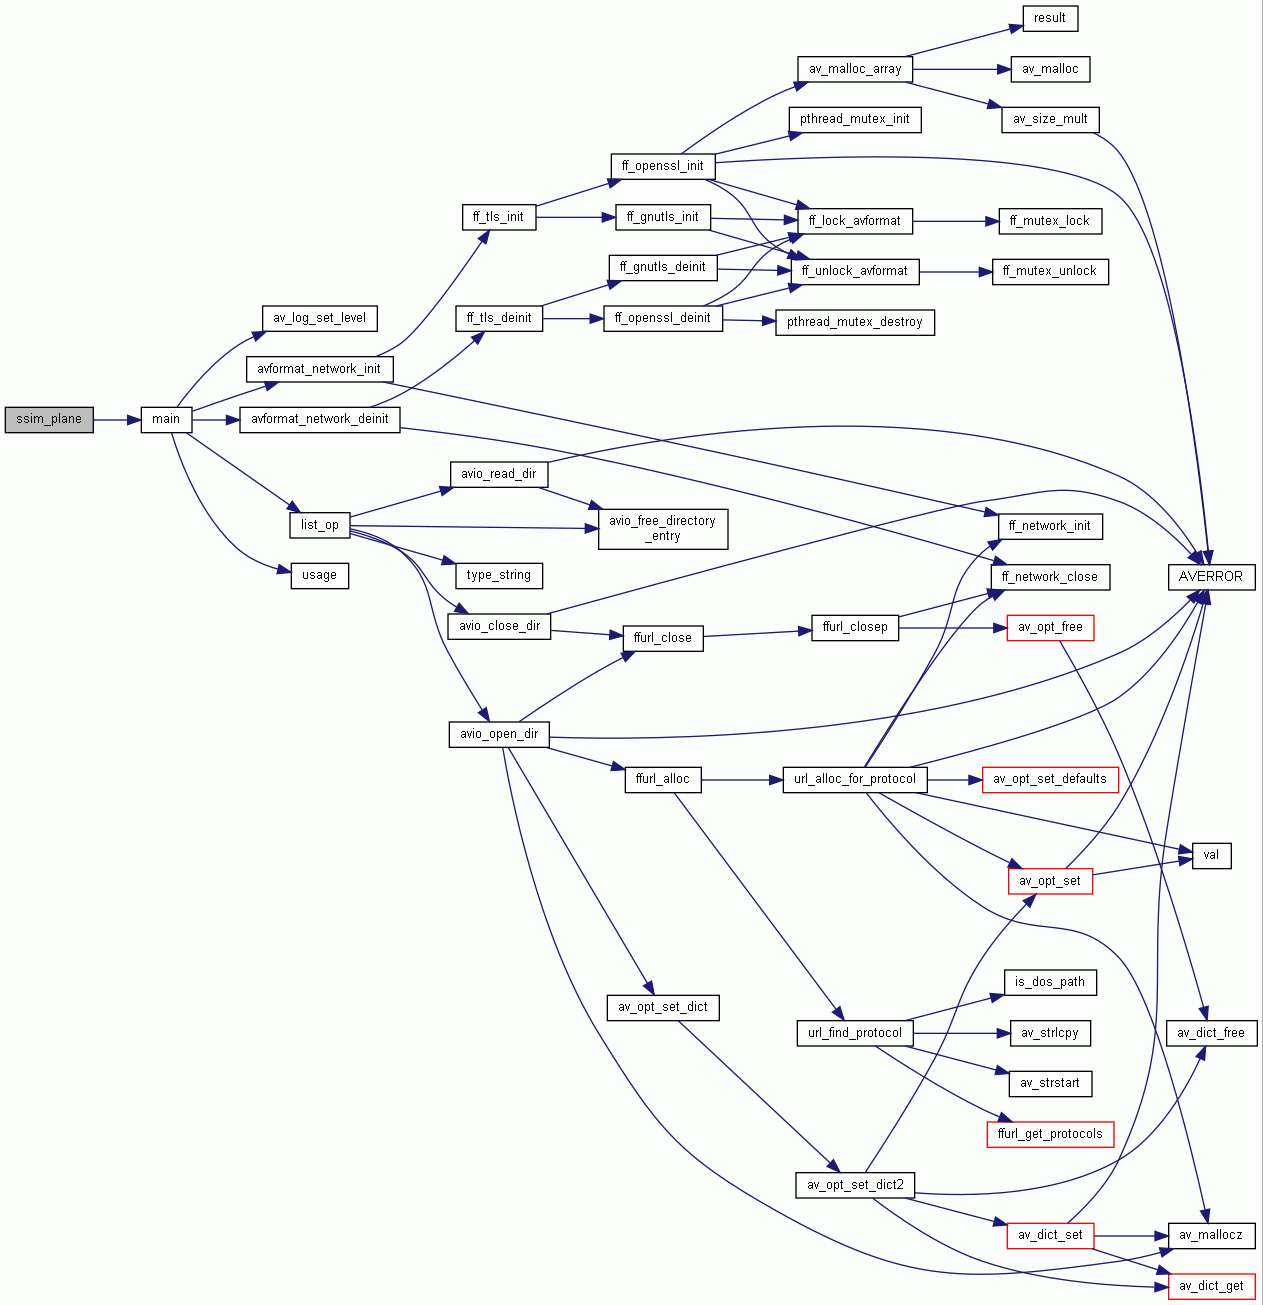 result
av_malloc_array
av_malloc
pthread_mutex_init
av_size_mult
ff_openssl_init
ff_tls_init
ff_gnutls_init
ff_lock_avformat
ff_mutex_lock
ff_gnutls_deinit
ff_unlock_avformat
ff_mutex_unlock
av_log_set_level
ff_tls_deinit
ff_openssl_deinit
pthread_mutex_destroy
avformat_network_init
ssim_plane
main
avformat_network_deinit
avio_read_dir
list_op
avio_free_directory
_entry
ff_network_init
usage
type_string
ff_network_close
AVERROR
avio_close_dir
ffurl_close
ffurl_closep
av_opt_free
avio_open_dir
ffurl_alloc
url_alloc_for_protocol
av_opt_set_defaults
val
av_opt_set
is_dos_path
av_opt_set_dict
url_find_protocol
av_strlcpy
av_dict_free
av_strstart
ffurl_get_protocols
av_opt_set_dict2
av_dict_set
av_mallocz
av_dict_get